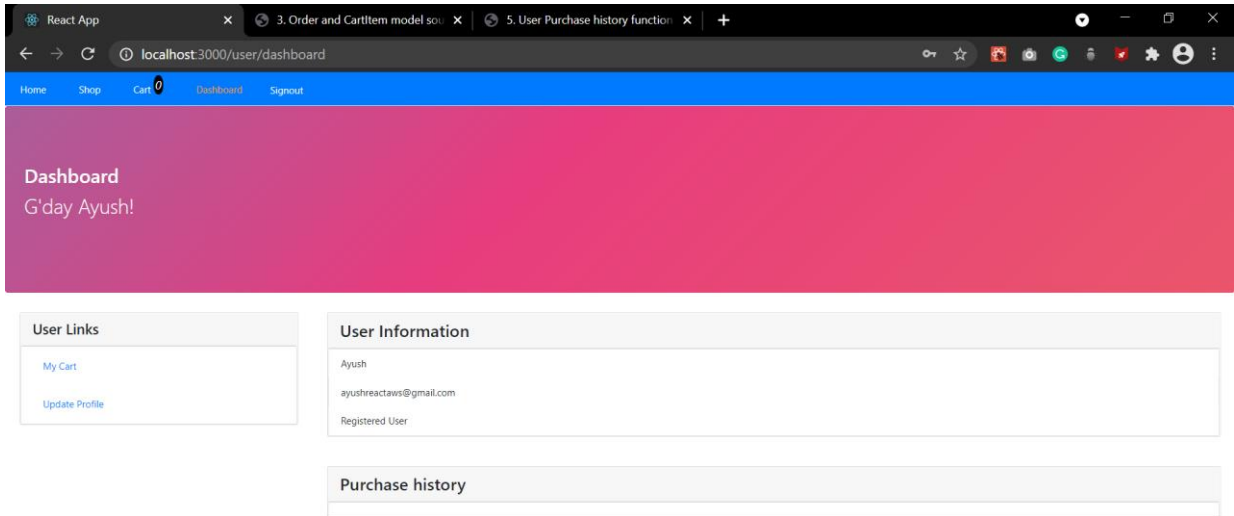 React App
3. Order and CartItem model sou
5. User Purchase history function
localhost:3000/user/dashboard
Home Shop Cart 0 Dashboard Signout
Dashboard
G'day Ayush!
User Links
My Cart
Update Profile
User Information
Ayush
ayushreactaws@gmail.com
Registered User
Purchase history